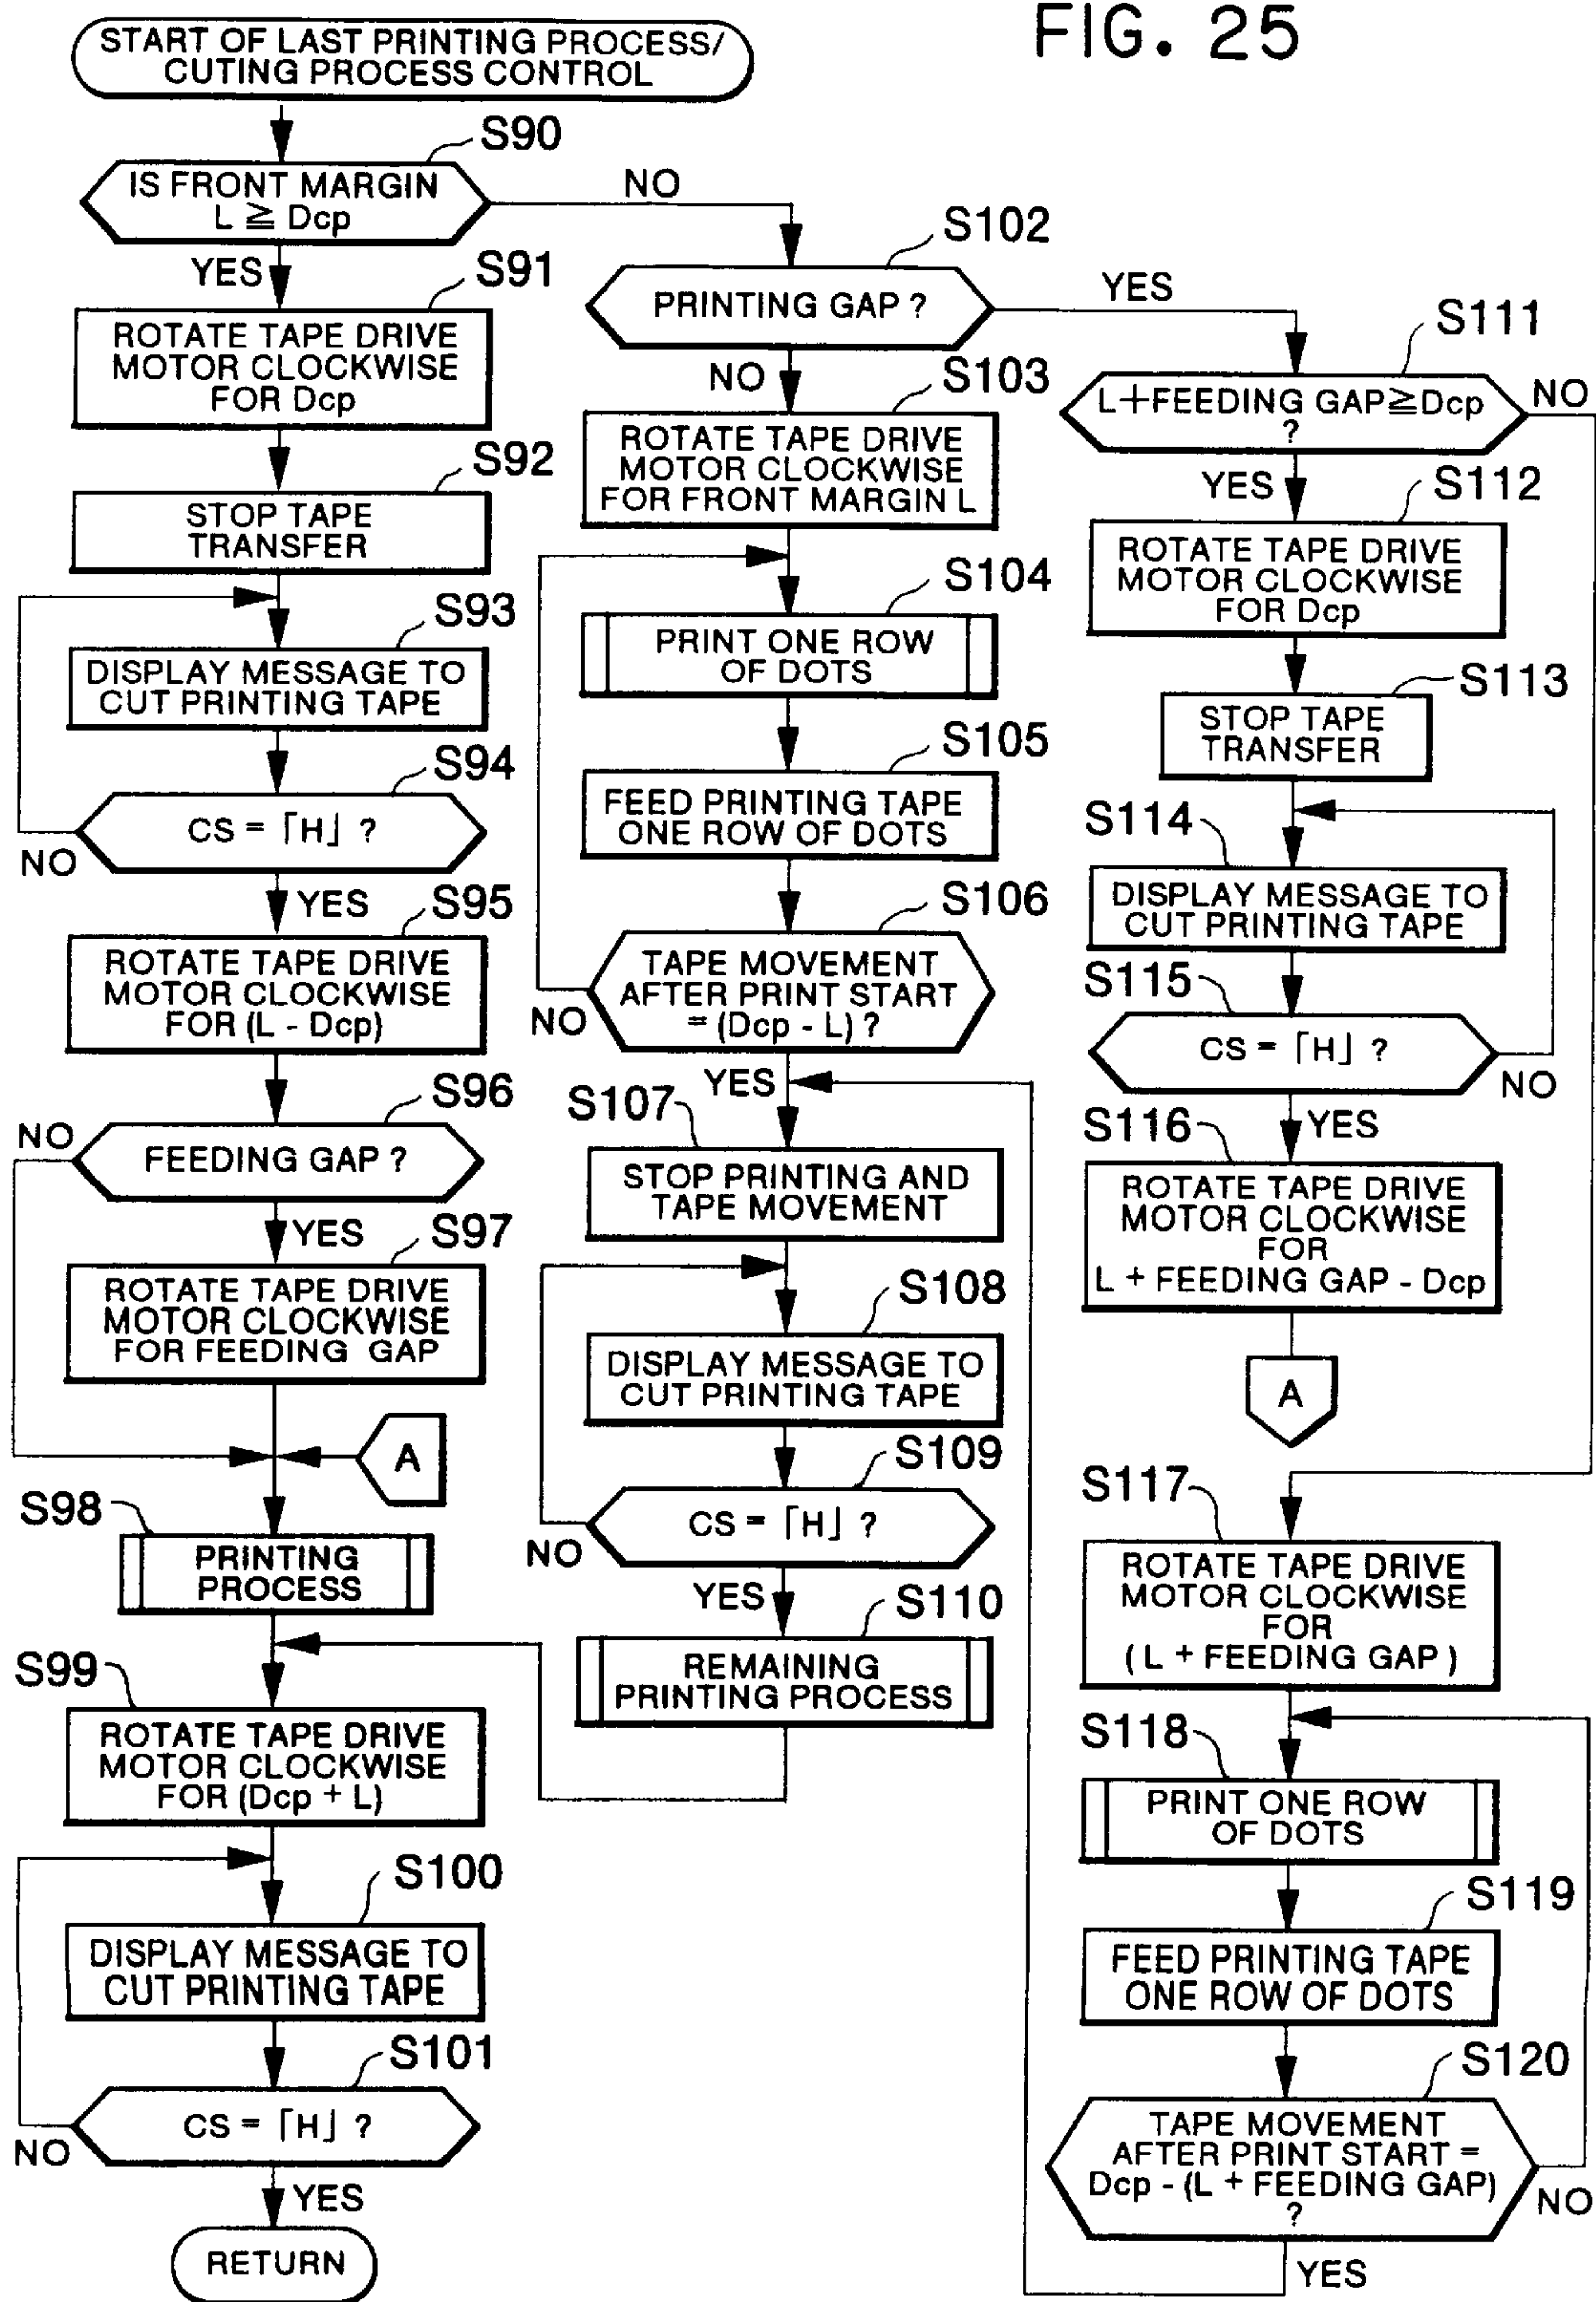 FIG. 25
START OF LAST PRINTING PROCESS/
CUTING PROCESS CONTROL
S90
IS FRONT MARGIN
L ≧ Dcp
NO
YES
S91
ROTATE TAPE DRIVE
MOTOR CLOCKWISE
FOR Dcp
S92
STOP TAPE
TRANSFER
S93
DISPLAY MESSAGE TO
CUT PRINTING TAPE
S94
CS = ⌈H⌋ ?
NO
YES
S95
ROTATE TAPE DRIVE
MOTOR CLOCKWISE
FOR (L - Dcp)
S96
NO
FEEDING GAP ?
YES
S97
ROTATE TAPE DRIVE
MOTOR CLOCKWISE
FOR FEEDING GAP
A
S98
PRINTING
PROCESS
S99
ROTATE TAPE DRIVE
MOTOR CLOCKWISE
FOR (Dcp + L)
S100
DISPLAY MESSAGE TO
CUT PRINTING TAPE
S101
CS = ⌈H⌋ ?
NO
YES
RETURN
S102
PRINTING GAP ?
YES
NO
S103
ROTATE TAPE DRIVE
MOTOR CLOCKWISE
FOR FRONT MARGIN L
S104
PRINT ONE ROW
OF DOTS
S105
FEED PRINTING TAPE
ONE ROW OF DOTS
S106
TAPE MOVEMENT
AFTER PRINT START
= (Dcp - L) ?
NO
YES
S107
STOP PRINTING AND
TAPE MOVEMENT
S108
DISPLAY MESSAGE TO
CUT PRINTING TAPE
S109
CS = ⌈H⌋ ?
NO
YES
S110
REMAINING
PRINTING PROCESS
S111
L+FEEDING GAP≧Dcp
?
NO
YES
S112
ROTATE TAPE DRIVE
MOTOR CLOCKWISE
FOR Dcp
S113
STOP TAPE
TRANSFER
S114
DISPLAY MESSAGE TO
CUT PRINTING TAPE
S115
CS = ⌈H⌋ ?
NO
YES
S116
ROTATE TAPE DRIVE
MOTOR CLOCKWISE
FOR
L + FEEDING GAP - Dcp
A
S117
ROTATE TAPE DRIVE
MOTOR CLOCKWISE
FOR
( L + FEEDING GAP )
S118
PRINT ONE ROW
OF DOTS
S119
FEED PRINTING TAPE
ONE ROW OF DOTS
S120
TAPE MOVEMENT
AFTER PRINT START =
Dcp - (L + FEEDING GAP)
?
NO
YES